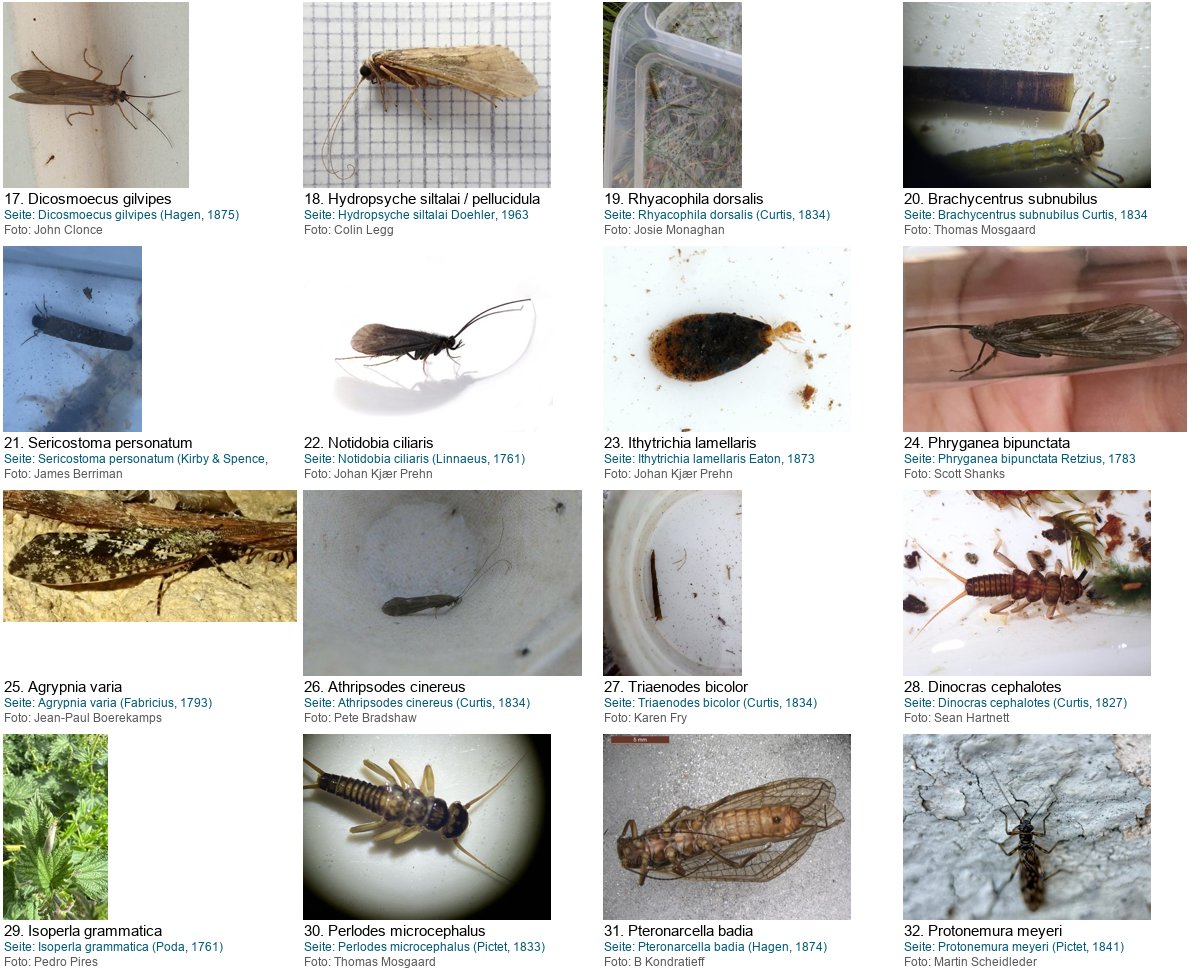 17. Dicosmoecus gilvipes
Seite: Dicosmoecus gilvipes (Hagen, 1875)
Foto: John Clonce
18. Hydropsyche siltalai / pellucidula
Seite: Hydropsyche siltalai Doehler, 1963
Foto: Colin Legg
19. Rhyacophila dorsalis
Seite: Rhyacophila dorsalis (Curtis, 1834)
Foto: Josie Monaghan
20. Brachycentrus subnubilus
Seite: Brachycentrus subnubilus Curtis, 1834
Foto: Thomas Mosgaard
21. Sericostoma personatum
Seite: Sericostoma personatum (Kirby & Spence,
Foto: James Berriman
22. Notidobia ciliaris
Seite: Notidobia ciliaris (Linnaeus, 1761)
Foto: Johan Kjær Prehn
23. Ithytrichia lamellaris
Seite: Ithytrichia lamellaris Eaton, 1873
Foto: Johan Kjær Prehn
24. Phryganea bipunctata
Seite: Phryganea bipunctata Retzius, 1783
Foto: Scott Shanks
25. Agrypnia varia
Seite: Agrypnia varia (Fabricius, 1793)
Foto: Jean-Paul Boerekamps
26. Athripsodes cinereus
Seite: Athripsodes cinereus (Curtis, 1834)
Foto: Pete Bradshaw
27. Triaenodes bicolor
Seite: Triaenodes bicolor (Curtis, 1834)
Foto: Karen Fry
28. Dinocras cephalotes
Seite: Dinocras cephalotes (Curtis, 1827)
Foto: Sean Hartnett
5 mm
29. Isoperla grammatica
Seite: Isoperla grammatica (Poda, 1761)
Foto: Pedro Pires
30. Perlodes microcephalus
Seite: Perlodes microcephalus (Pictet, 1833)
Foto: Thomas Mosgaard
31. Pteronarcella badia
Seite: Pteronarcella badia (Hagen, 1874)
Foto: B Kondratieff
32. Protonemura meyeri
Seite: Protonemura meyeri (Pictet, 1841)
Foto: Martin Scheidleder